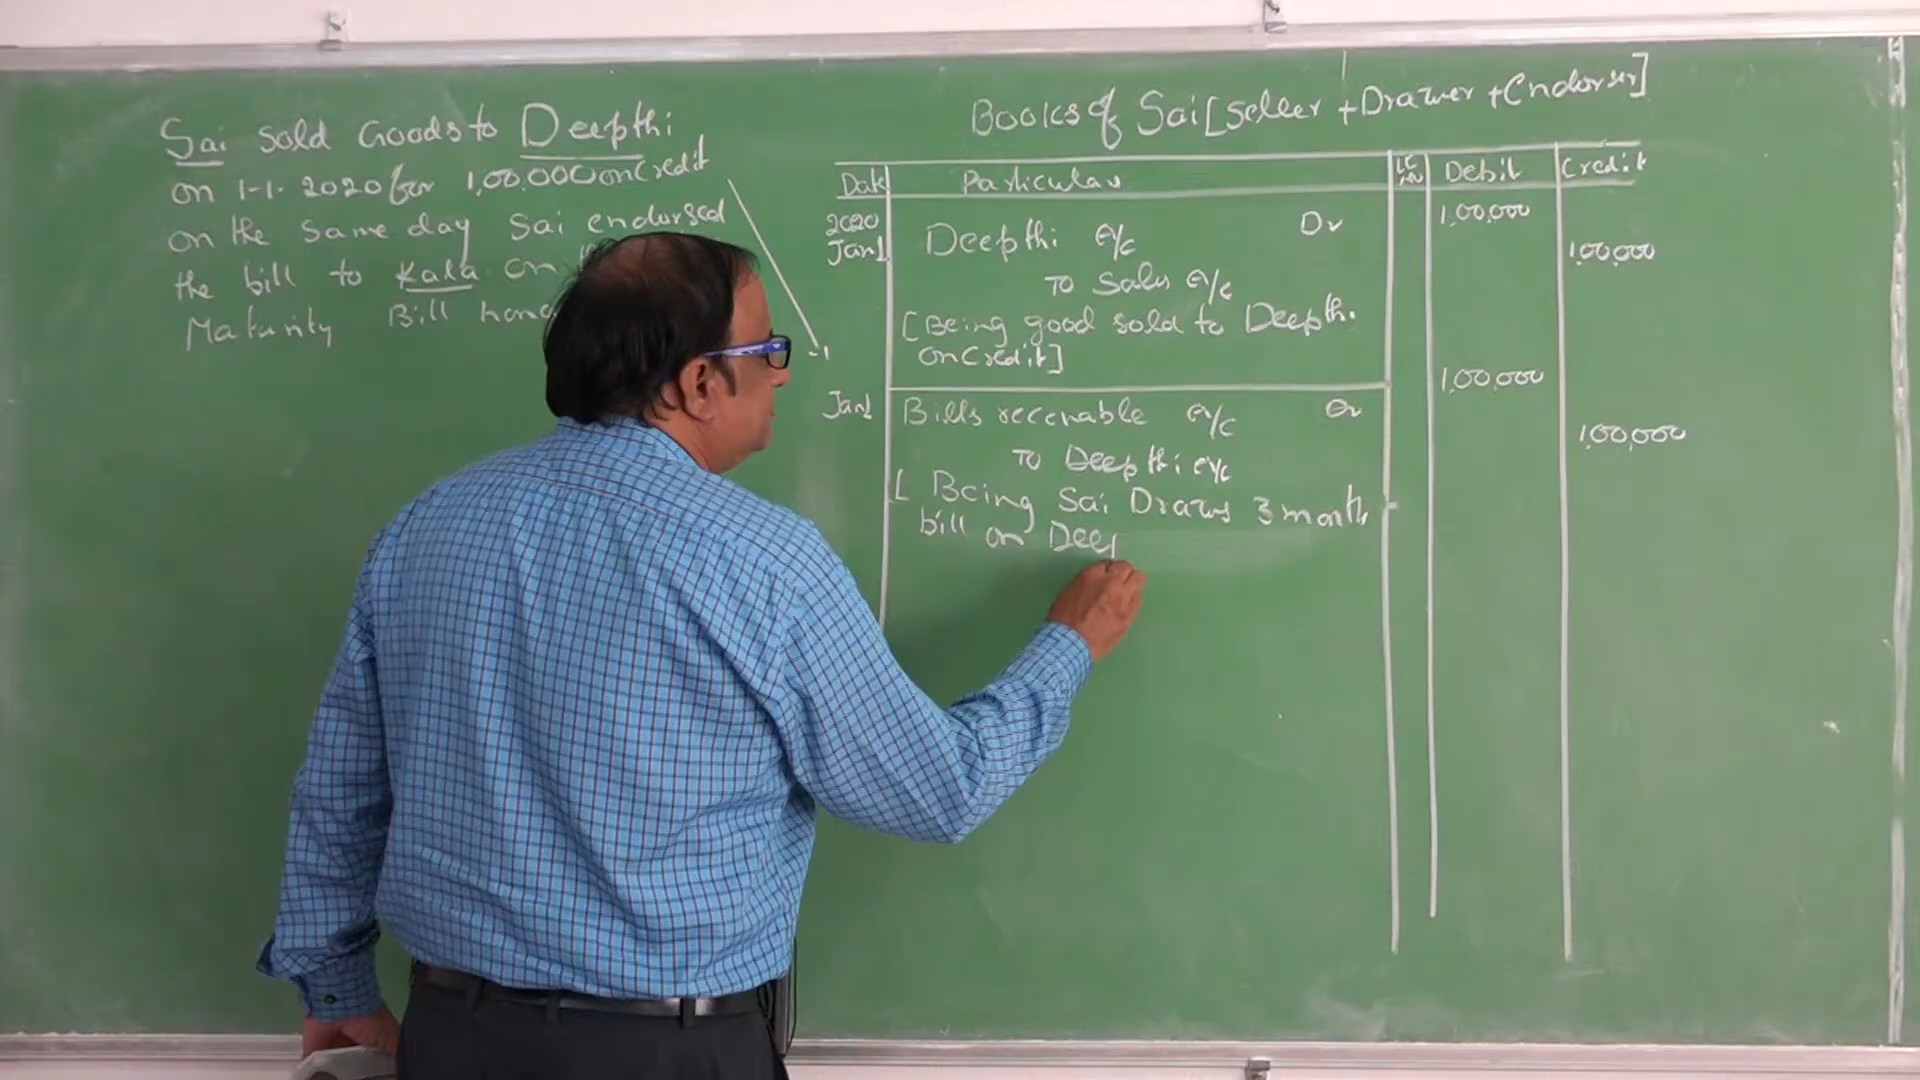 Sai Sold Goods to Deepthi
on 1-1-2020 for 1,00,000 on Credit
on the same day Sai endorsed
the bill to Kala on
Maturity Bill hono
Books of Sai [Seller + Drawer + Endorser]
Date Particular Debit Credit
2020
Jan 1
Deepthi A/c Dr 1,00,000
To Sales A/c 1,00,000
[Being good sold to Deepthi
on Credit]
Jan 1 Bills receivable A/c Dr 1,00,000
To Deepthi A/c 1,00,000
[Being Sai Draws 3 month
bill on Deep